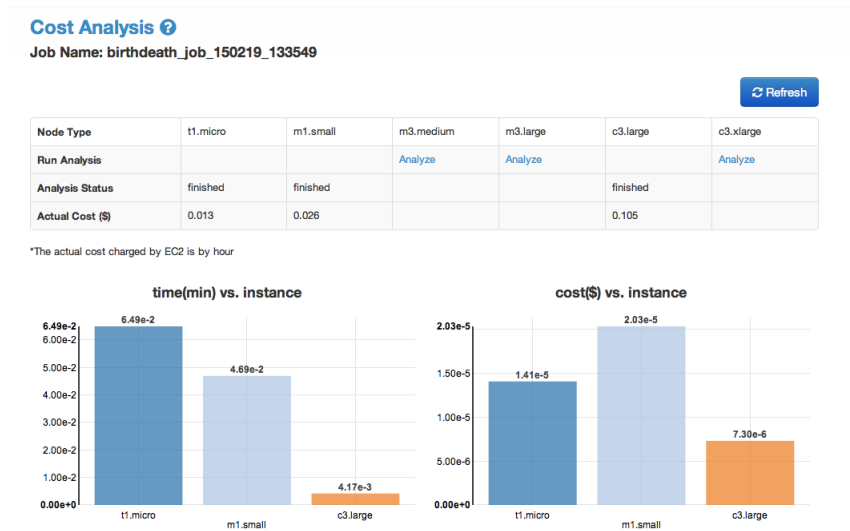 Cost Analysis ?
Job Name: birthdeath_job_150219_133549
Refresh
Node Type t1.micro m1.small m3.medium m3.large c3.large c3.xlarge
Run Analysis Analyze Analyze Analyze
Analysis Status finished finished finished
Actual Cost ($) 0.013 0.026 0.105
*The actual cost charged by EC2 is by hour
time(min) vs. instance
6.49e-2
6.00e-2
5.00e-2
4.00e-2
3.00e-2
2.00e-2
1.00e-2
0.00e+0
6.49e-2
4.69e-2
4.17e-3
t1.micro
m1.small
c3.large
cost($) vs. instance
2.03e-5
1.50e-5
1.00e-5
5.00e-6
0.00e+0
1.41e-5
2.03e-5
7.30e-6
t1.micro
m1.small
c3.large